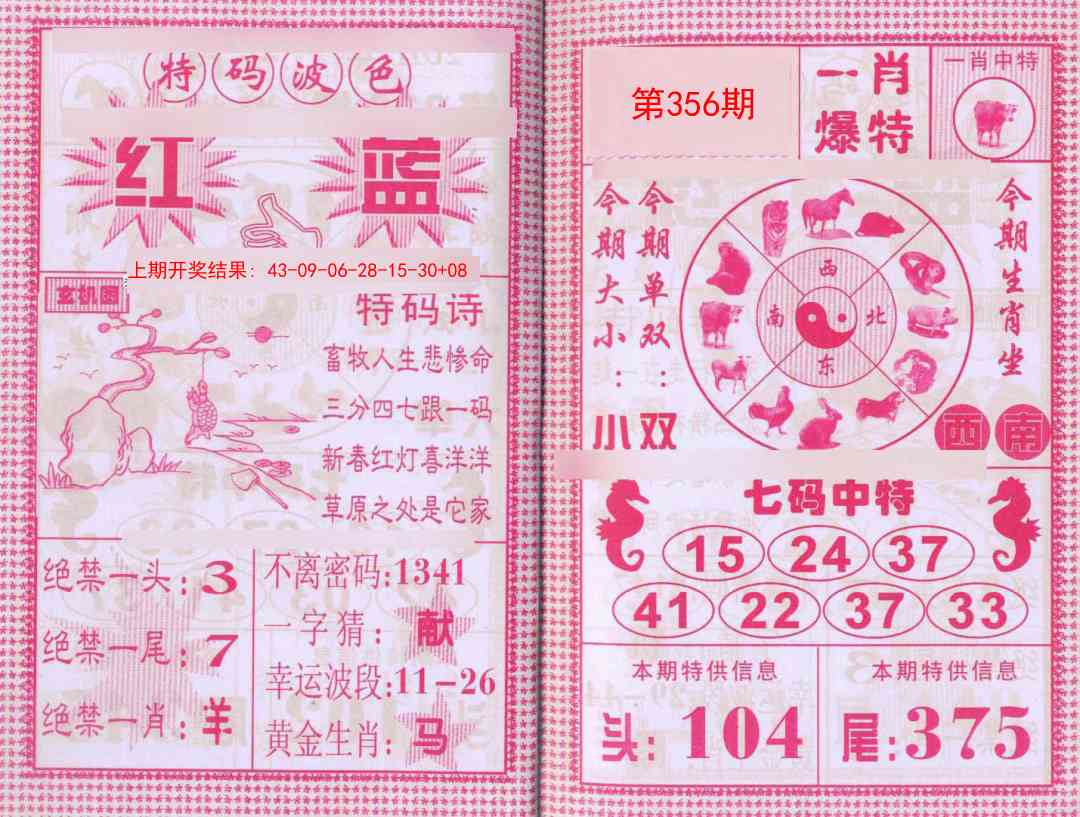 特码波色
红 蓝
上期开奖结果：43-09-06-28-15-30+08
玄机图
特码诗
畜牧人生悲惨命
三分四七跟一码
新春红灯喜洋洋
草原之处是它家
绝禁一头：3
绝禁一尾：7
绝禁一肖：羊
不离密码：1341
一字猜：献
幸运波段：11-26
黄金生肖：马
第356期
一肖
爆特
一肖中特
今期大小：小
今期单双：双
西
南
北
东
今期生肖坐
西南
七码中特
15 24 37
41 22 37 33
本期特供信息
头：104
本期特供信息
尾：375